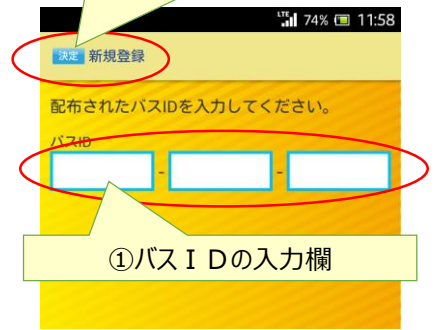 LTE 74% 11:58
決定 新規登録
配布されたバスIDを入力してください。
バスID
- -
①バスＩＤの入力欄